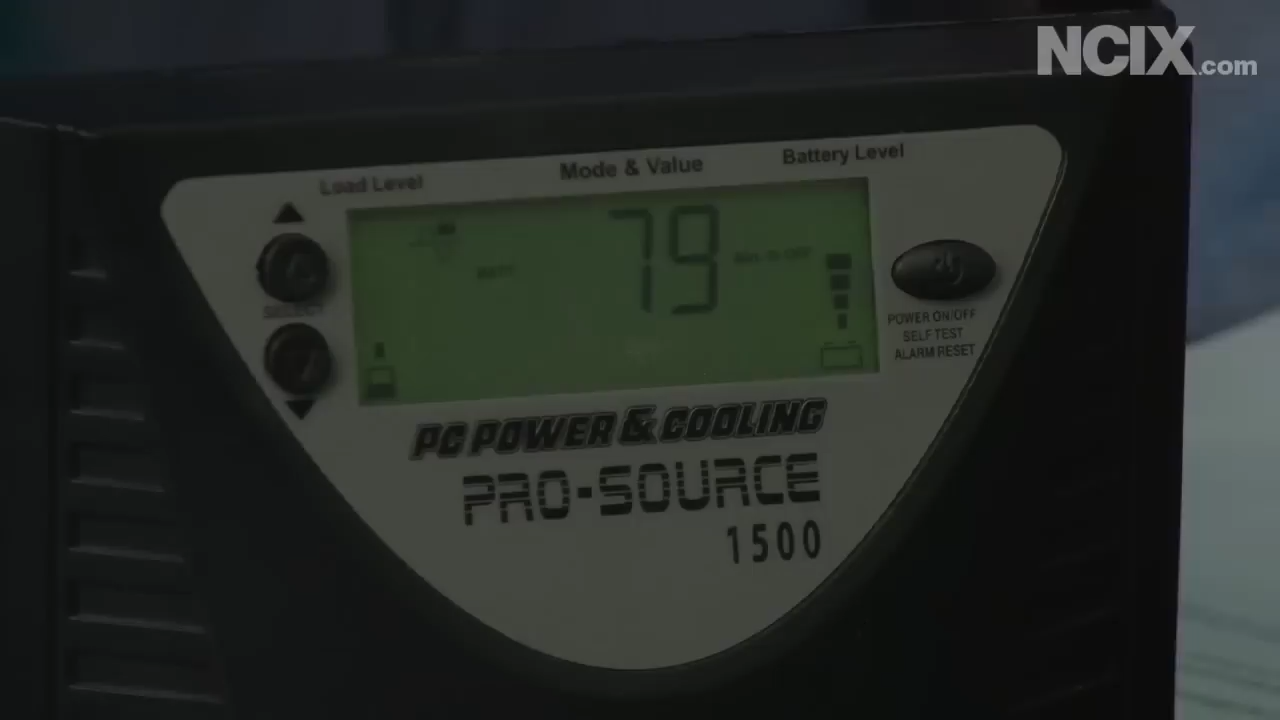 NCIX.com
Load Level
Mode & Value
Battery Level
79
SELECT
POWER ON/OFF
SELF TEST
ALARM RESET
PC POWER & COOLING
PRO-SOURCE
1500